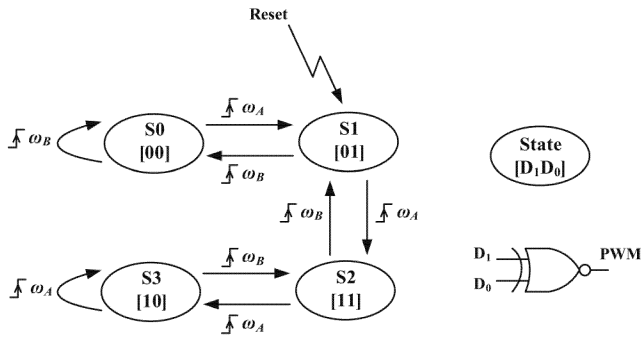 Reset
ω_A
S0
[00]
S1
[01]
ω_B
ω_B
State
[D₁D₀]
ω_B
ω_A
ω_B
S3
[10]
S2
[11]
ω_A
ω_A
D₁
D₀
PWM